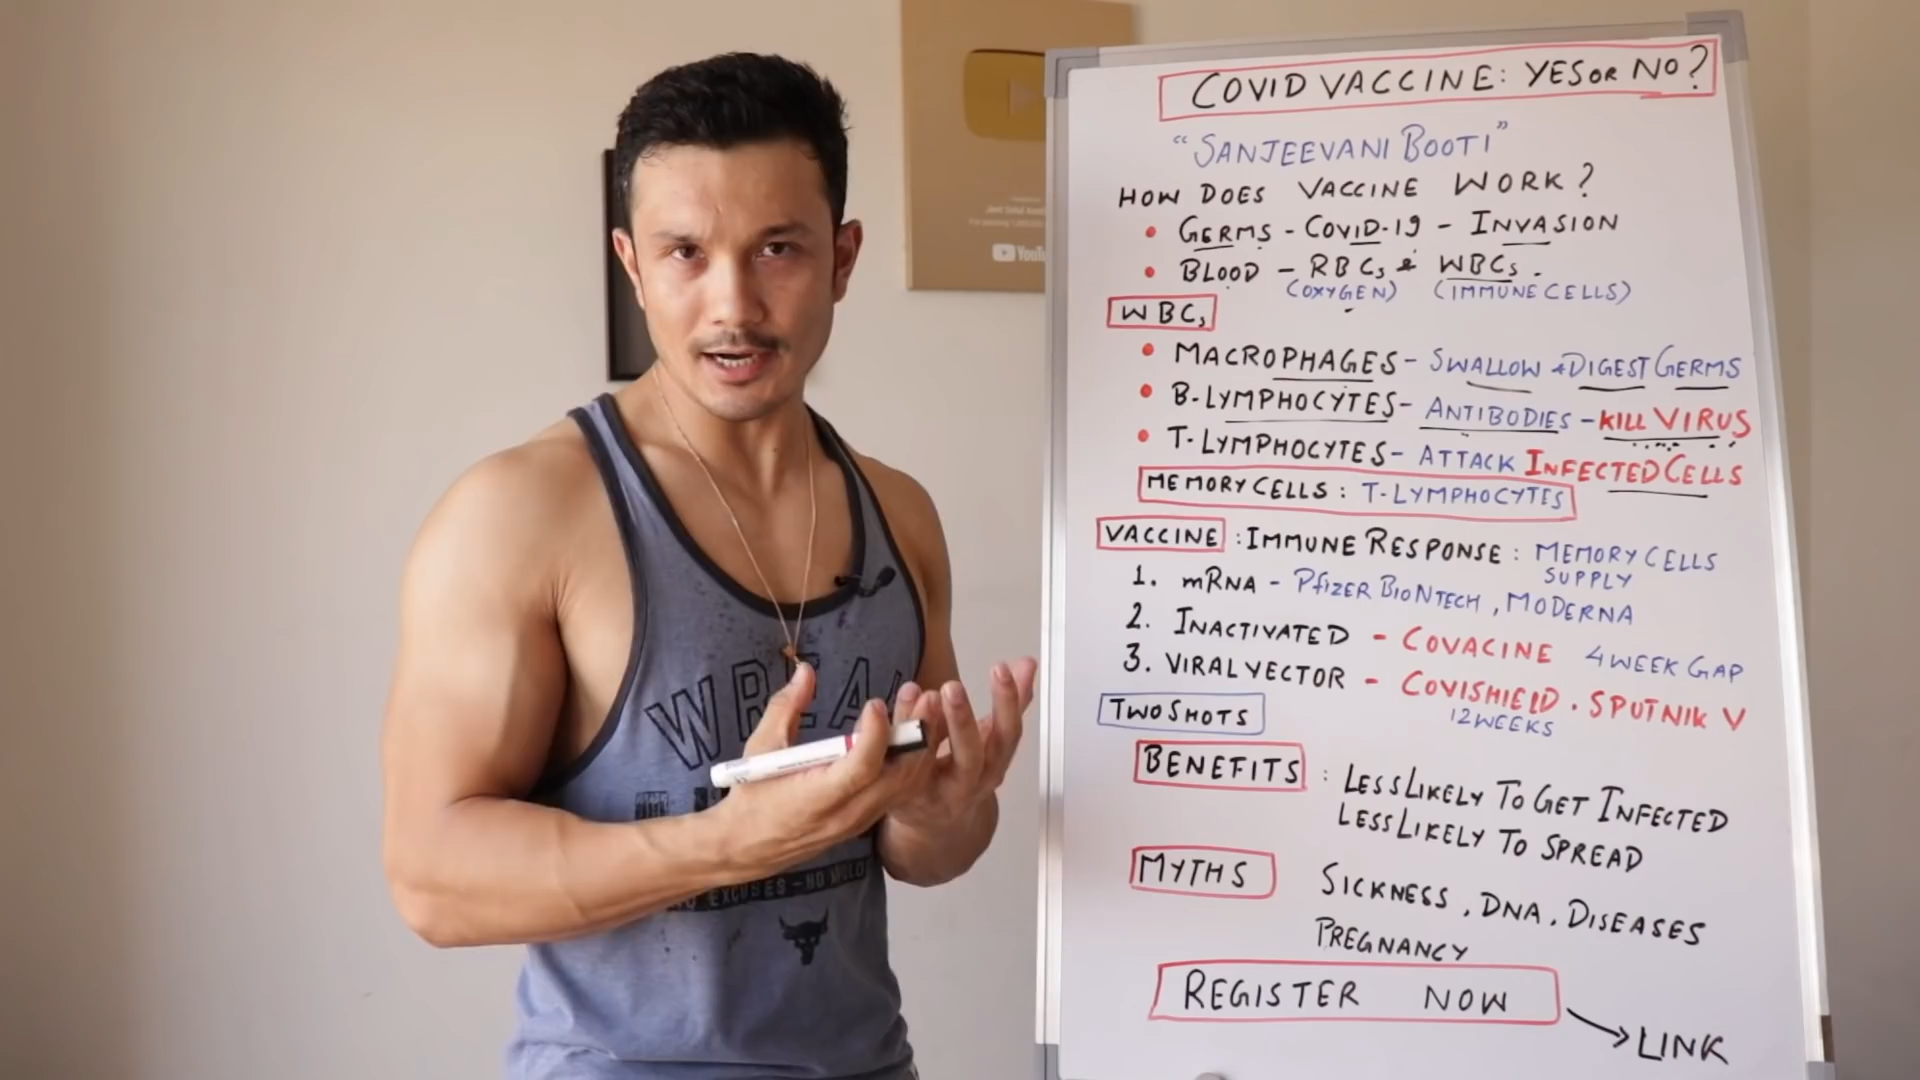 COVID VACCINE: YES OR NO?
"SANJEEVANI BOOTI"
HOW DOES VACCINE WORK?
• GERMS - COVID-19 - INVASION
• BLOOD - RBCs & WBCs.
(OXYGEN) (IMMUNE CELLS)
WBCs
• MACROPHAGES - SWALLOW & DIGEST GERMS
• B-LYMPHOCYTES - ANTIBODIES - KILL VIRUS
• T-LYMPHOCYTES - ATTACK INFECTED CELLS
MEMORY CELLS : T-LYMPHOCYTES
VACCINE : IMMUNE RESPONSE : MEMORY CELLS
SUPPLY
1. mRNA - PFIZER BIONTECH, MODERNA
2. INACTIVATED - COVACINE 4 WEEK GAP
3. VIRAL VECTOR - COVISHIELD . SPUTNIK V
12 WEEKS
TWO SHOTS
BENEFITS : LESS LIKELY TO GET INFECTED
LESS LIKELY TO SPREAD
MYTHS SICKNESS, DNA, DISEASES
PREGNANCY
REGISTER NOW
LINK
YouTu
WREA
EXCUSES - NO